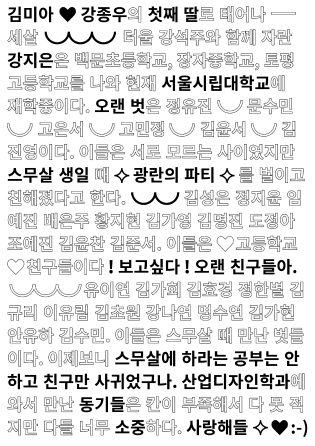 김미아 ♥ 강종우의 첫째 딸로 태어나
세살 터울 강석주와 함께 자란
강지은은 백문초등학교, 장자중학교, 토평
고등학교를 나와 현재 서울시립대학교에
재학중이다. 오랜 벗은 정유진 문수민
고은서 고민정 김윤서 김
진영이다. 이들은 서로 모르는 사이였지만
스무살 생일 때 ✧ 광란의 파티 ✧ 를 벌이고
친해졌다고 한다. 김성은 정지윤 임
예진 배은주 황지현 김가영 김명진 도정아
조예진 김윤찬 김준서. 이들은 ♡고등학교
♡친구들이다 ! 보고싶다 ! 오랜 친구들아.
유이연 김가희 김효경 정한별 김
규리 이유림 김초원 강나연 명수연 김가현
안유하 김수민. 이들은 스무살 때 만난 벗들
이다. 이제보니 스무살에 하라는 공부는 안
하고 친구만 사귀었구나. 산업디자인학과에
와서 만난 동기들은 칸이 부족해서 다 못 적
지만 다들 너무 소중하다. 사랑해들 ✧♥:-)